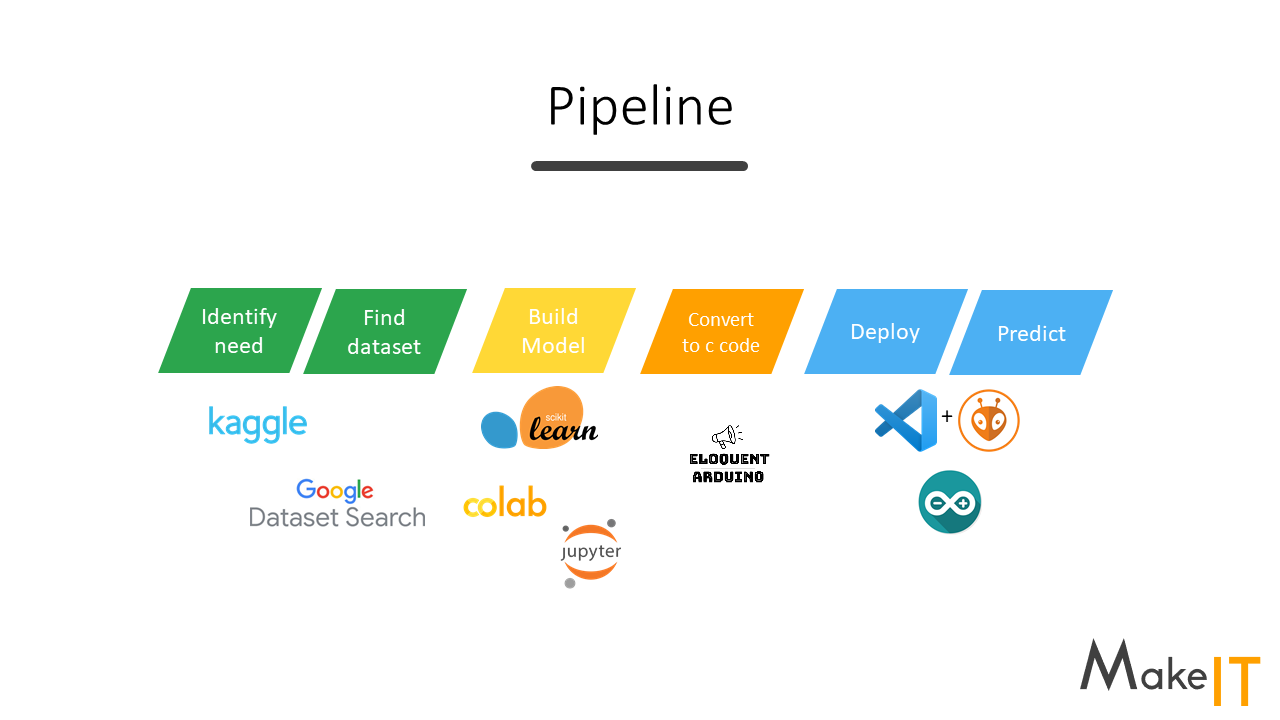 Pipeline
Identify
need
Find
dataset
Build
Model
Convert
to c code
Deploy
Predict
kaggle
Google
Dataset Search
scikit
learn
colab
jupyter
ELOQUENT
ARDUINO
+
MakeIT